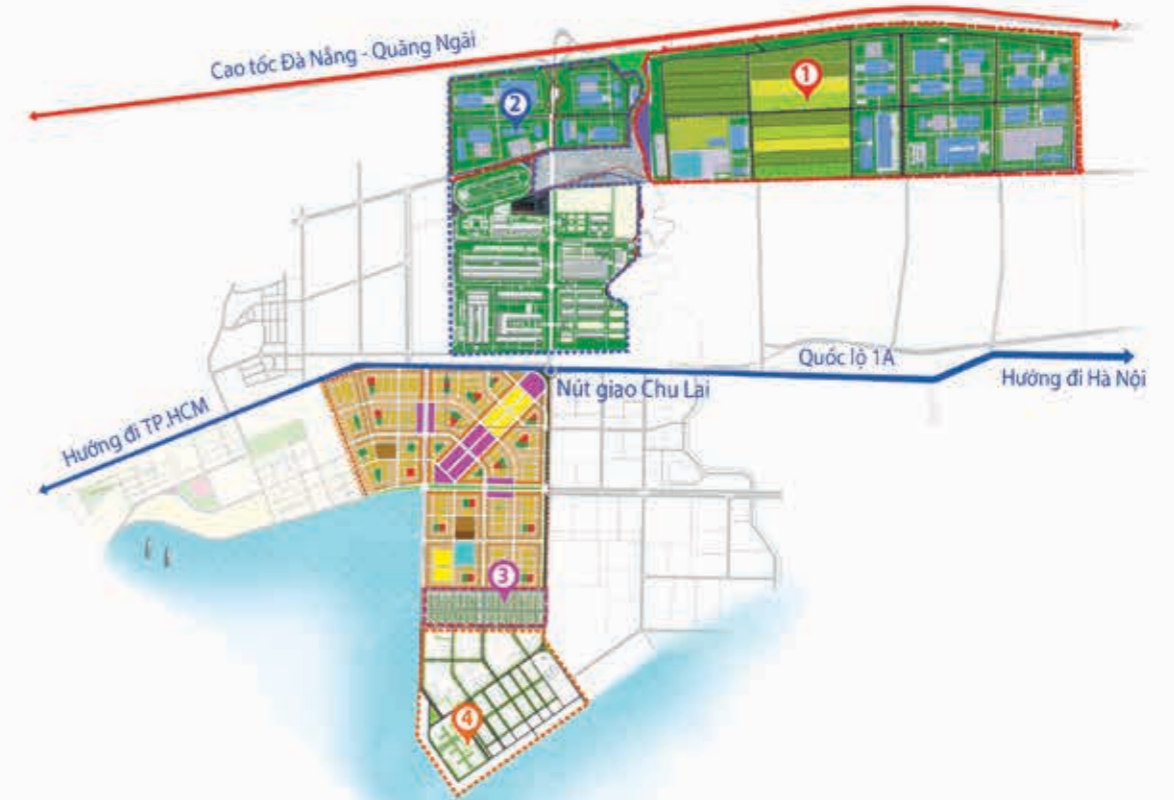 Cao tốc Đà Nẵng - Quãng Ngãi
1
2
Quốc lộ 1A
Hướng đi Hà Nội
Nút giao Chu Lai
Hướng đi TP.HCM
3
4